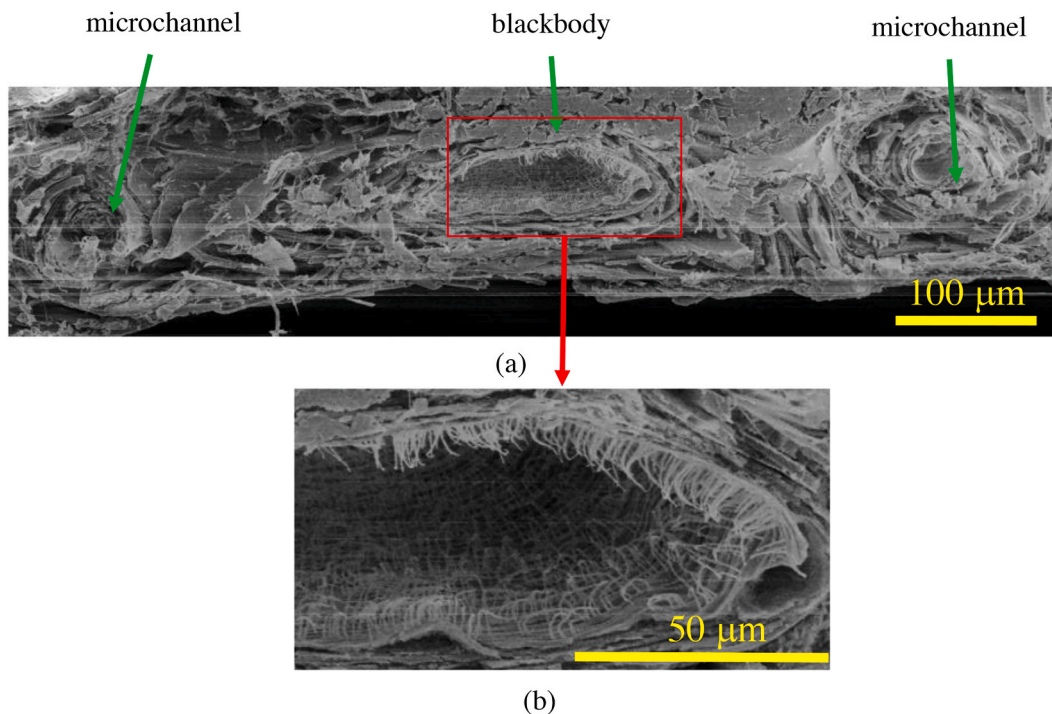 microchannel
blackbody
microchannel
100 μm
(a)
50 μm
(b)